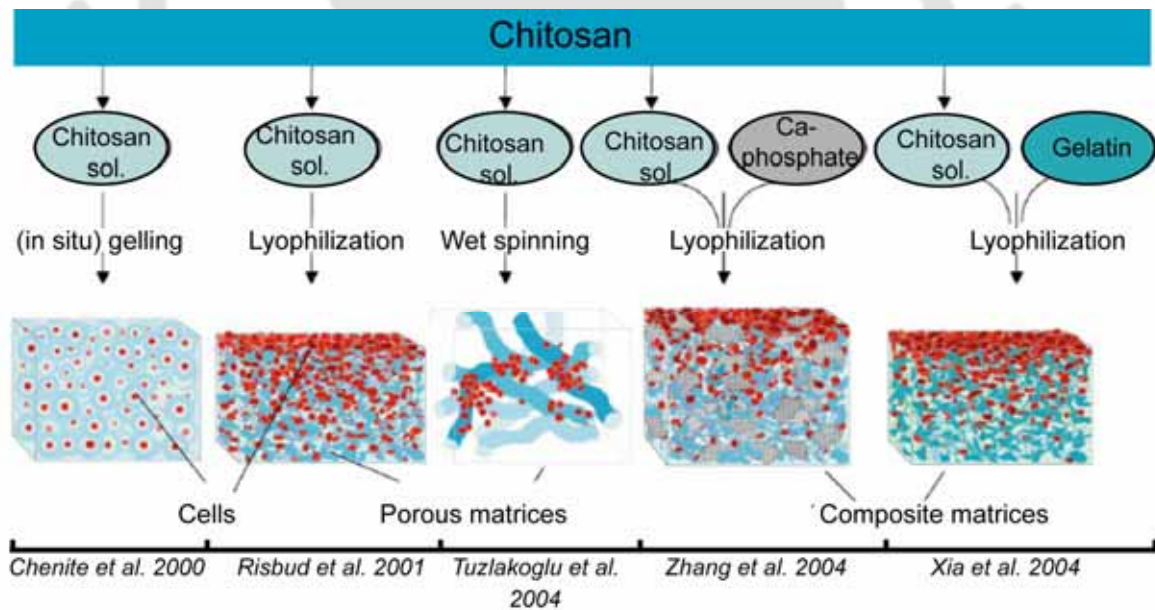 Chitosan
Chitosan
sol.
Chitosan
sol.
Chitosan
sol.
Chitosan
sol
Ca-
phosphate
Chitosan
sol.
Gelatin
(in situ) gelling
Lyophilization
Wet spinning
Lyophilization
Lyophilization
Cells
Porous matrices
Composite matrices
Chenite et al. 2000
Risbud et al. 2001
Tuzlakoglu et al.
2004
Zhang et al. 2004
Xia et al. 2004